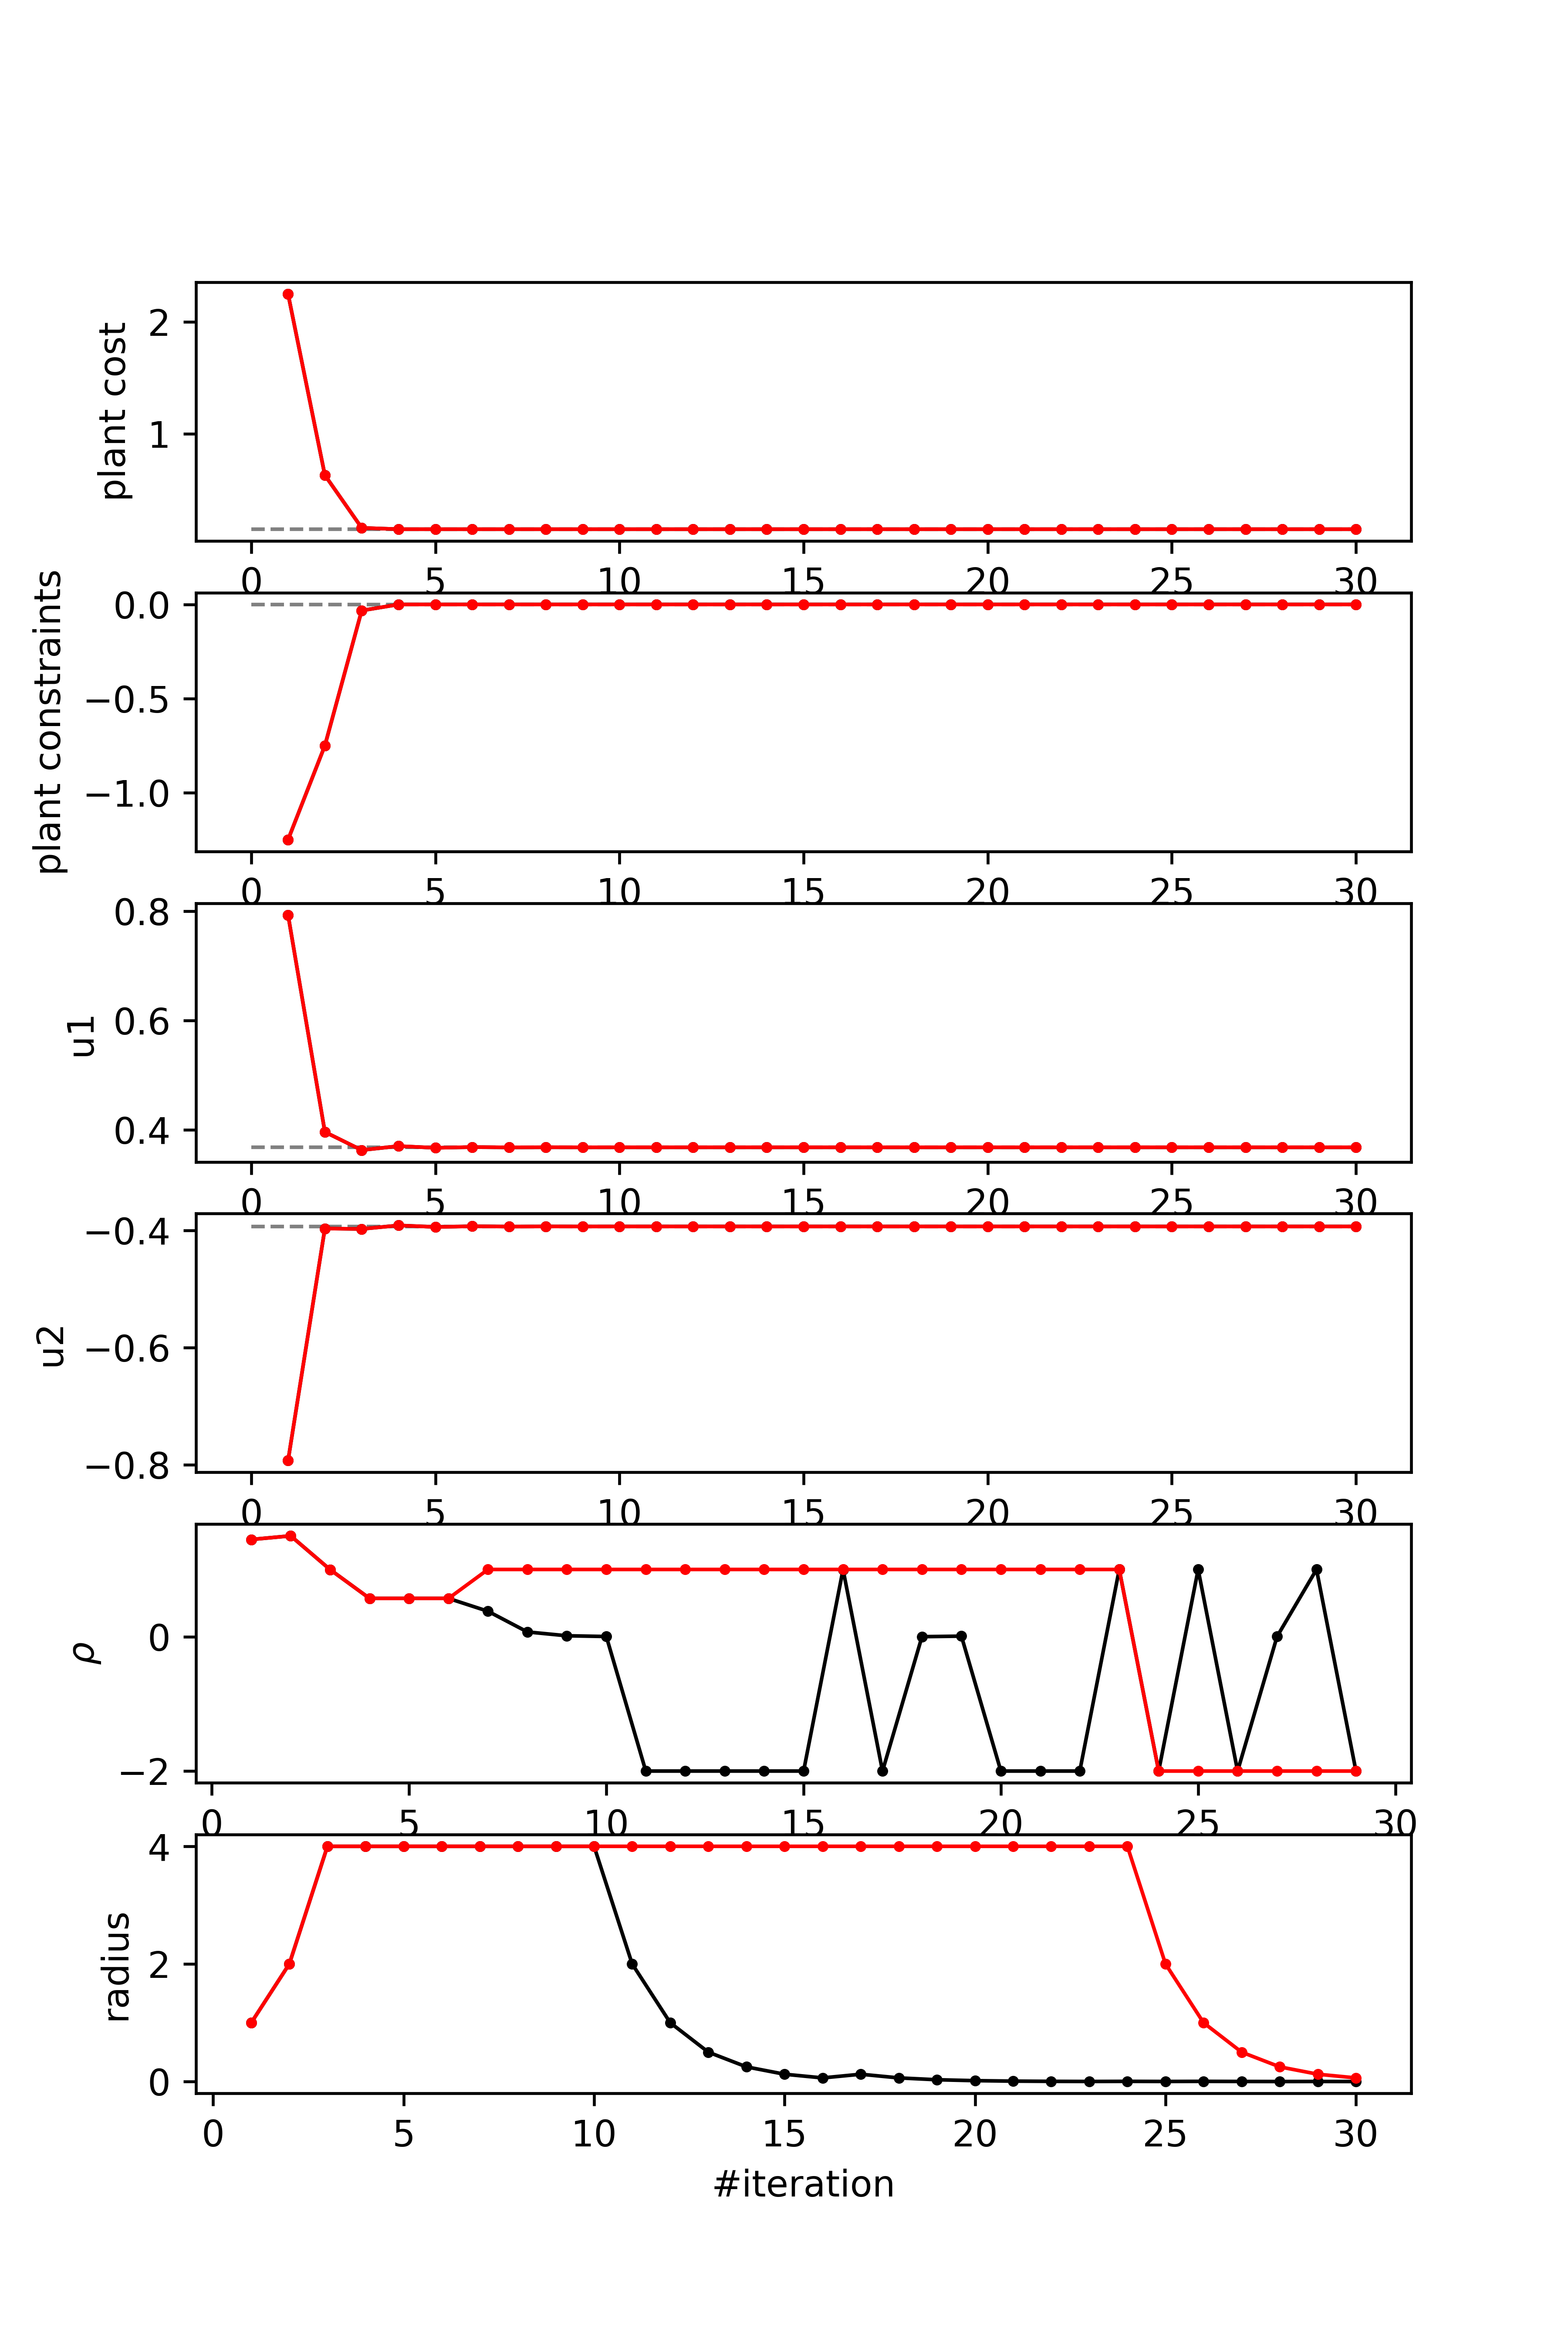 plant cost
2
1
0 5 10 15 20 25 30
plant constraints
0.0
−0.5
−1.0
0 5 10 15 20 25 30
u1
0.8
0.6
0.4
0 5 10 15 20 25 30
u2
−0.4
−0.6
−0.8
0 5 10 15 20 25 30
ρ
0
−2
0 5 10 15 20 25 30
radius
4
2
0
0 5 10 15 20 25 30
#iteration